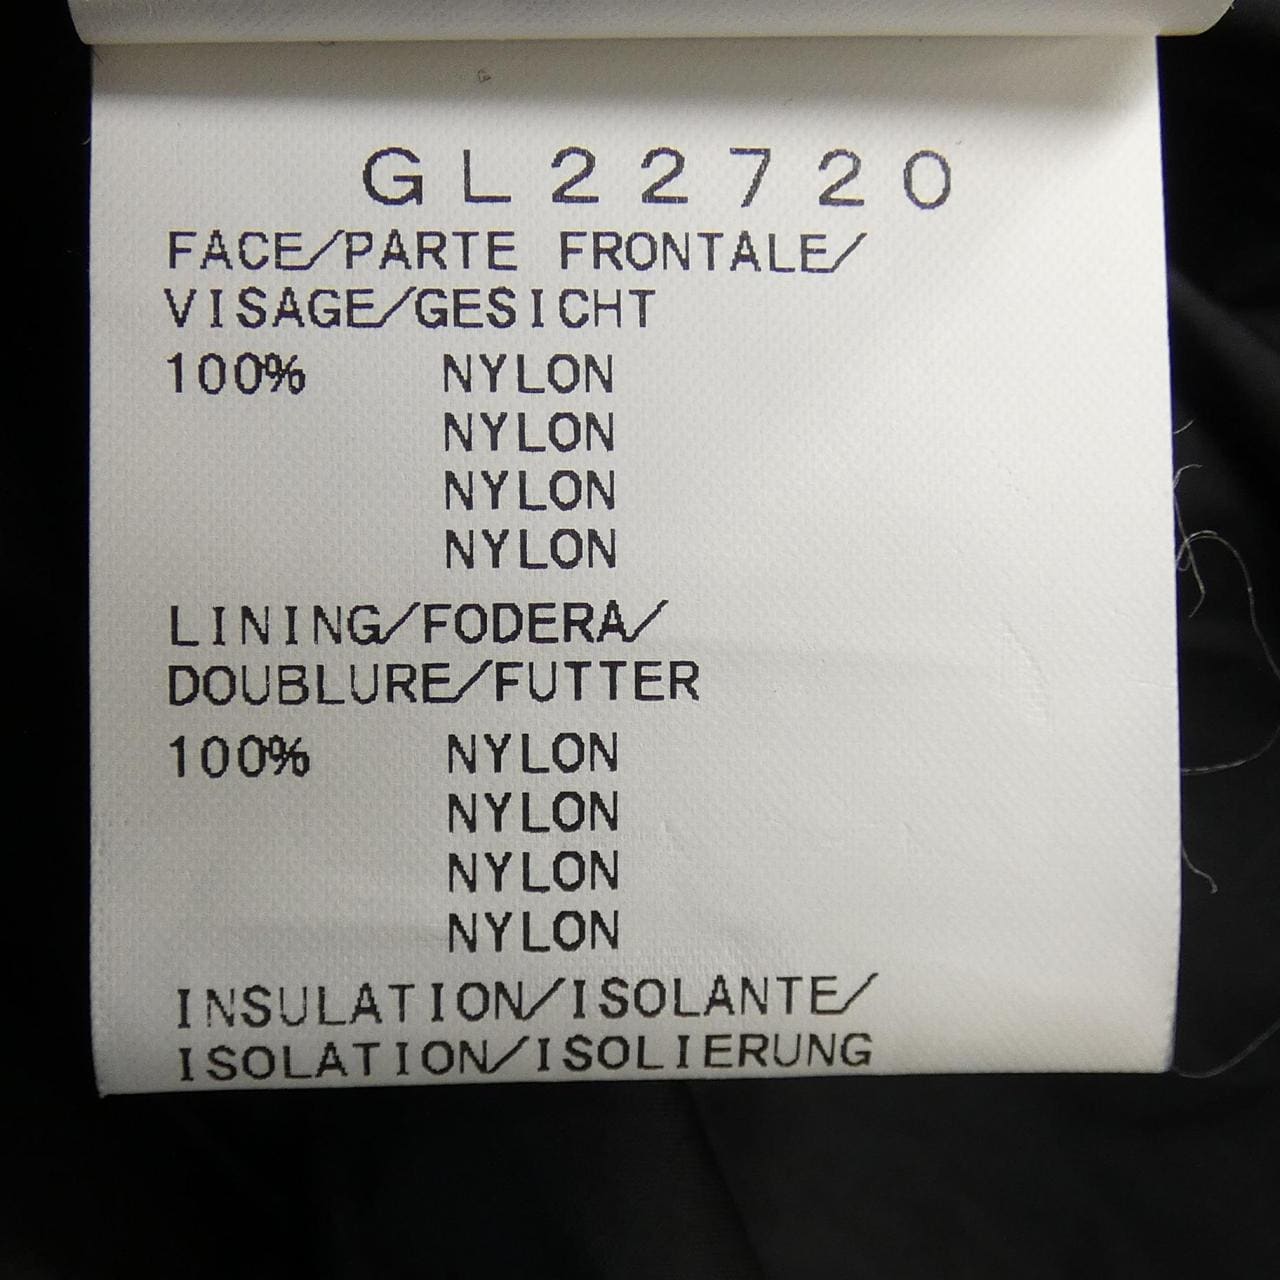 GL22720
FACE/PARTE FRONTALE/
VISAGE/GESICHT
100% NYLON
NYLON
NYLON
NYLON
LINING/FODERA/
DOUBLURE/FUTTER
100% NYLON
NYLON
NYLON
NYLON
INSULATION/ISOLANTE/
ISOLATION/ISOLIERUNG